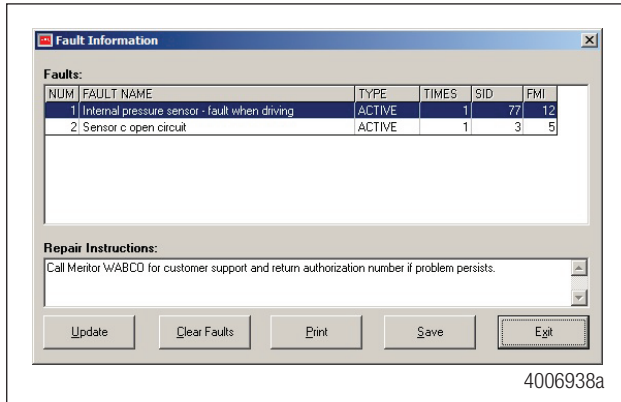 Fault Information
Faults:
NUM FAULT NAME TYPE TIMES SID FMI
1 Internal pressure sensor - fault when driving ACTIVE 1 77 12
2 Sensor c open circuit ACTIVE 1 3 5
Repair Instructions:
Call Meritor WABCO for customer support and return authorization number if problem persists.
Update Clear Faults Print Save Exit
4006938a